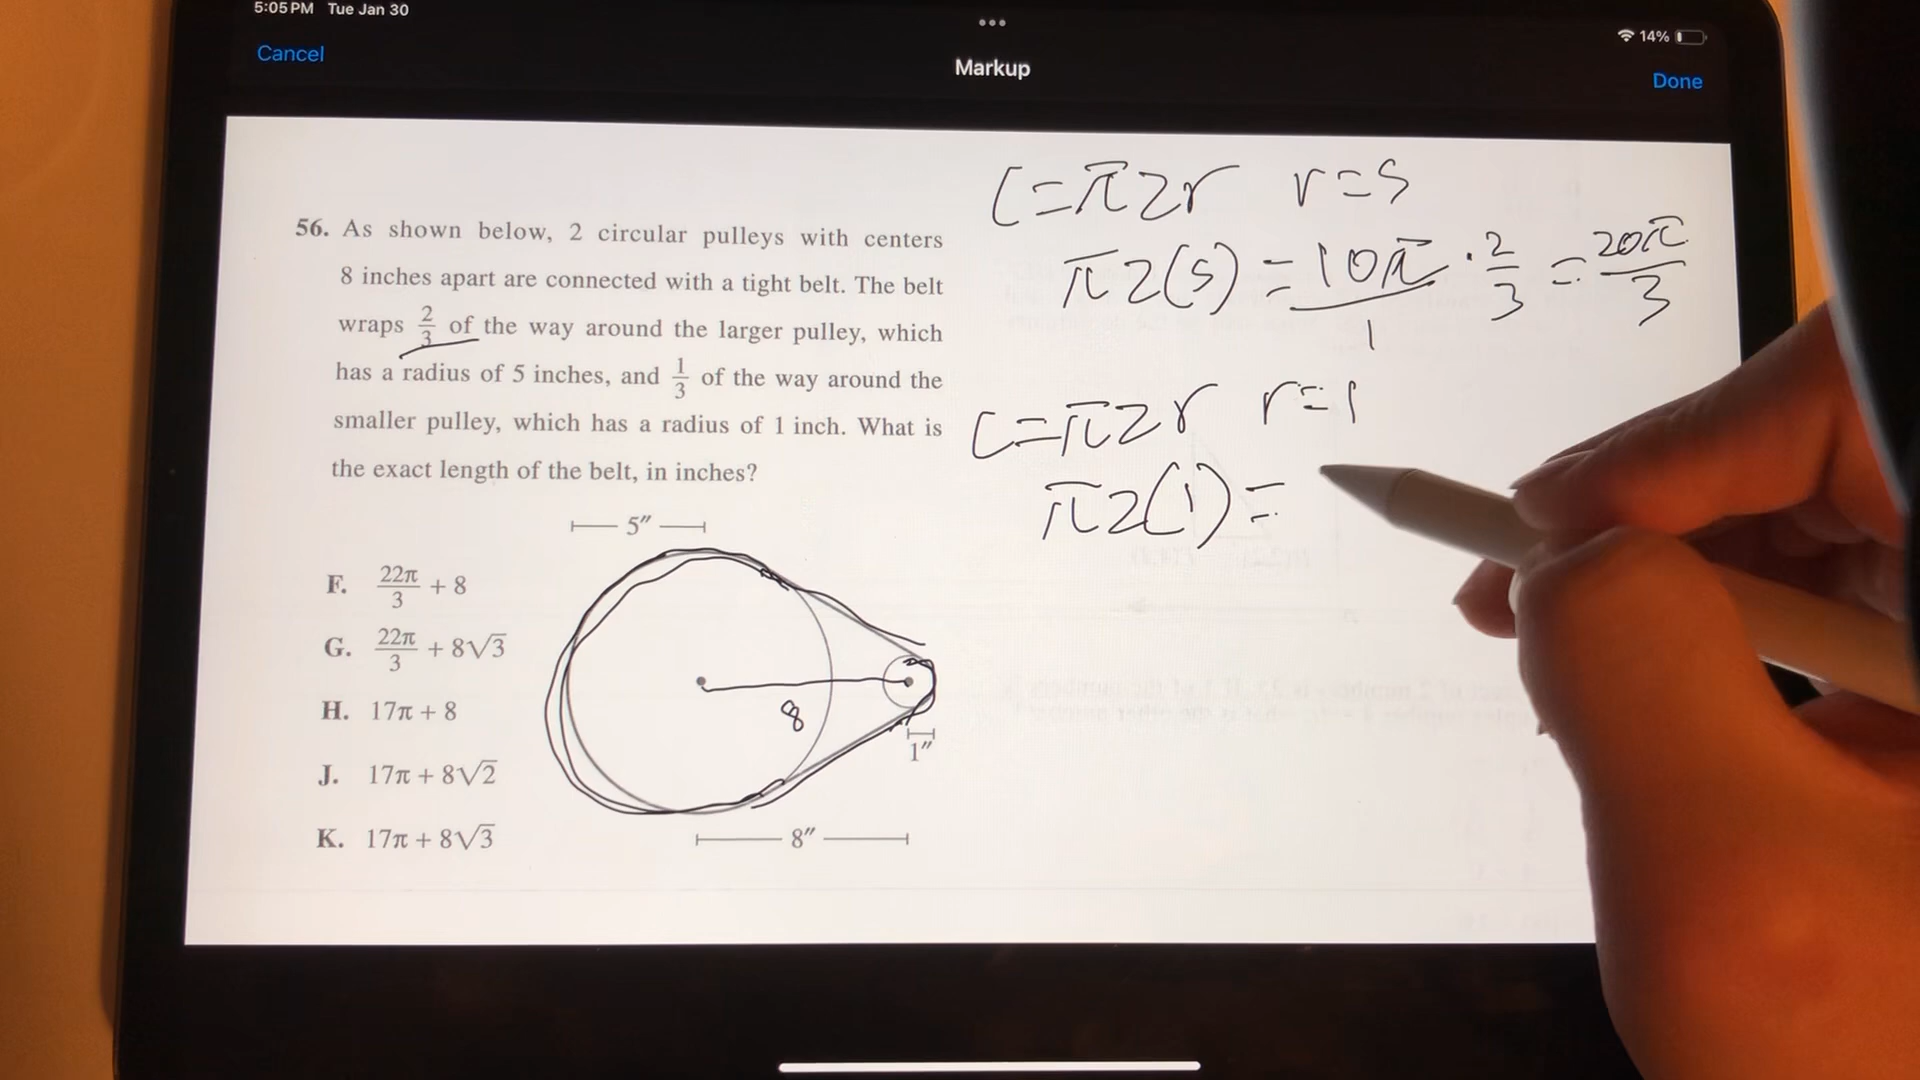 5:05 PM Tue Jan 30
14%
Cancel
Markup
Done
56. As shown below, 2 circular pulleys with centers
8 inches apart are connected with a tight belt. The belt
wraps 2/3 of the way around the larger pulley, which
has a radius of 5 inches, and 1/3 of the way around the
smaller pulley, which has a radius of 1 inch. What is
the exact length of the belt, in inches?
5″
F. 22π/3 + 8
G. 22π/3 + 8√3
H. 17π + 8
J. 17π + 8√2
K. 17π + 8√3
8
1″
8″
C=π2r r=5
π2(5)=10π/1 · 2/3 = 20π/3
C=π2r r=1
π2(1)=